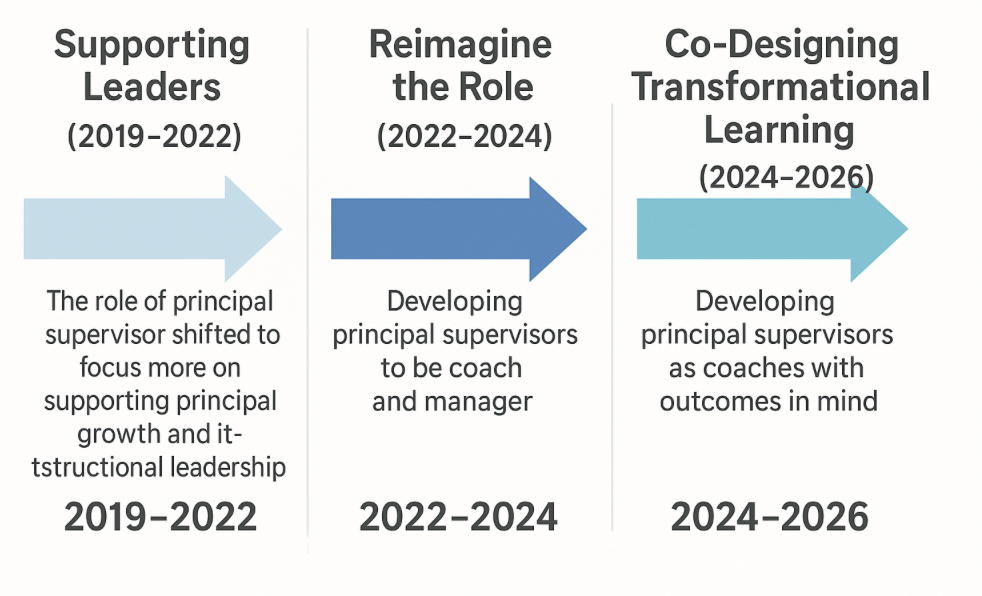 Supporting
Leaders
(2019–2022)
The role of principal
supervisor shifted to
focus more on
supporting principal
growth and it-
tstructional leadership
2019–2022
Reimagine
the Role
(2022–2024)
Developing
principal supervisors
to be coach
and manager
2022–2024
Co-Designing
Transformational
Learning
(2024–2026)
Developing
principal supervisors
as coaches with
outcomes in mind
2024–2026